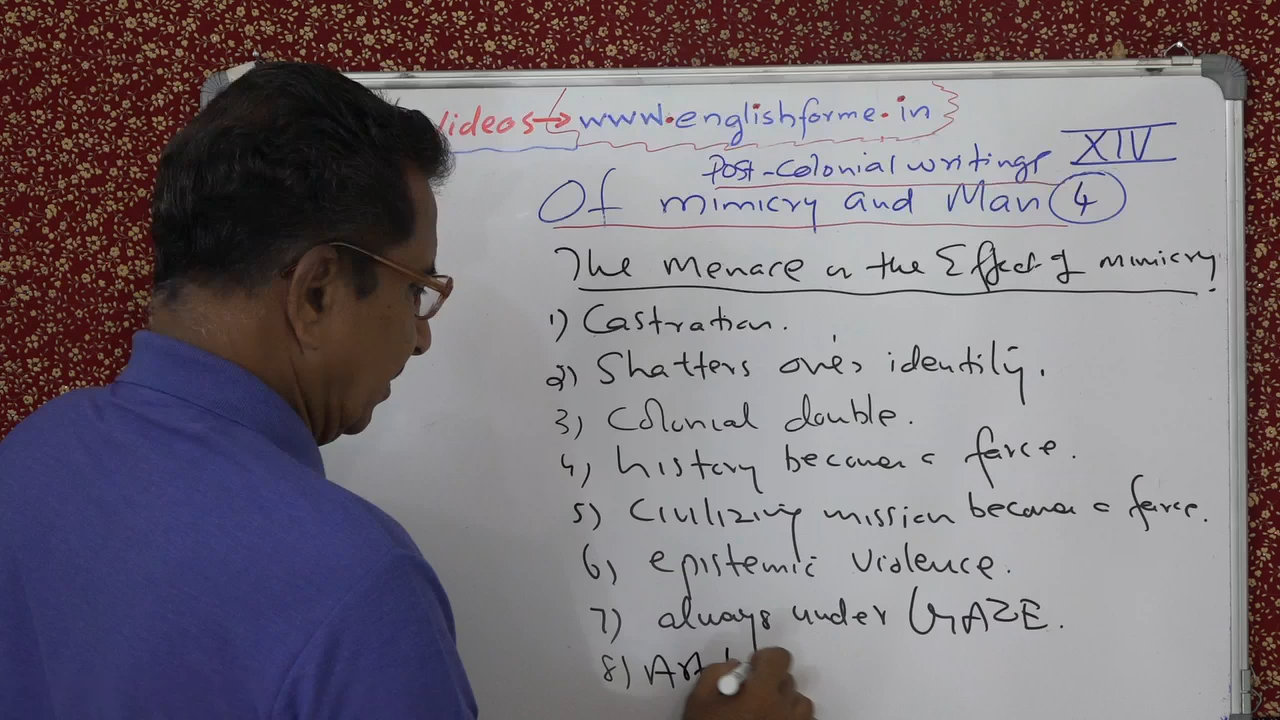 Videos→ www.englishforme.in
XIV
Post-Colonial writings
Of mimicry and Man 4
The Menace or the Effect of mimicry
1) Castration.
2) Shatters one's identity.
3) Colonial double.
4) history becomes a farce.
5) Civilizing mission becomes a farce.
6) epistemic violence.
7) always under GAZE.
8)